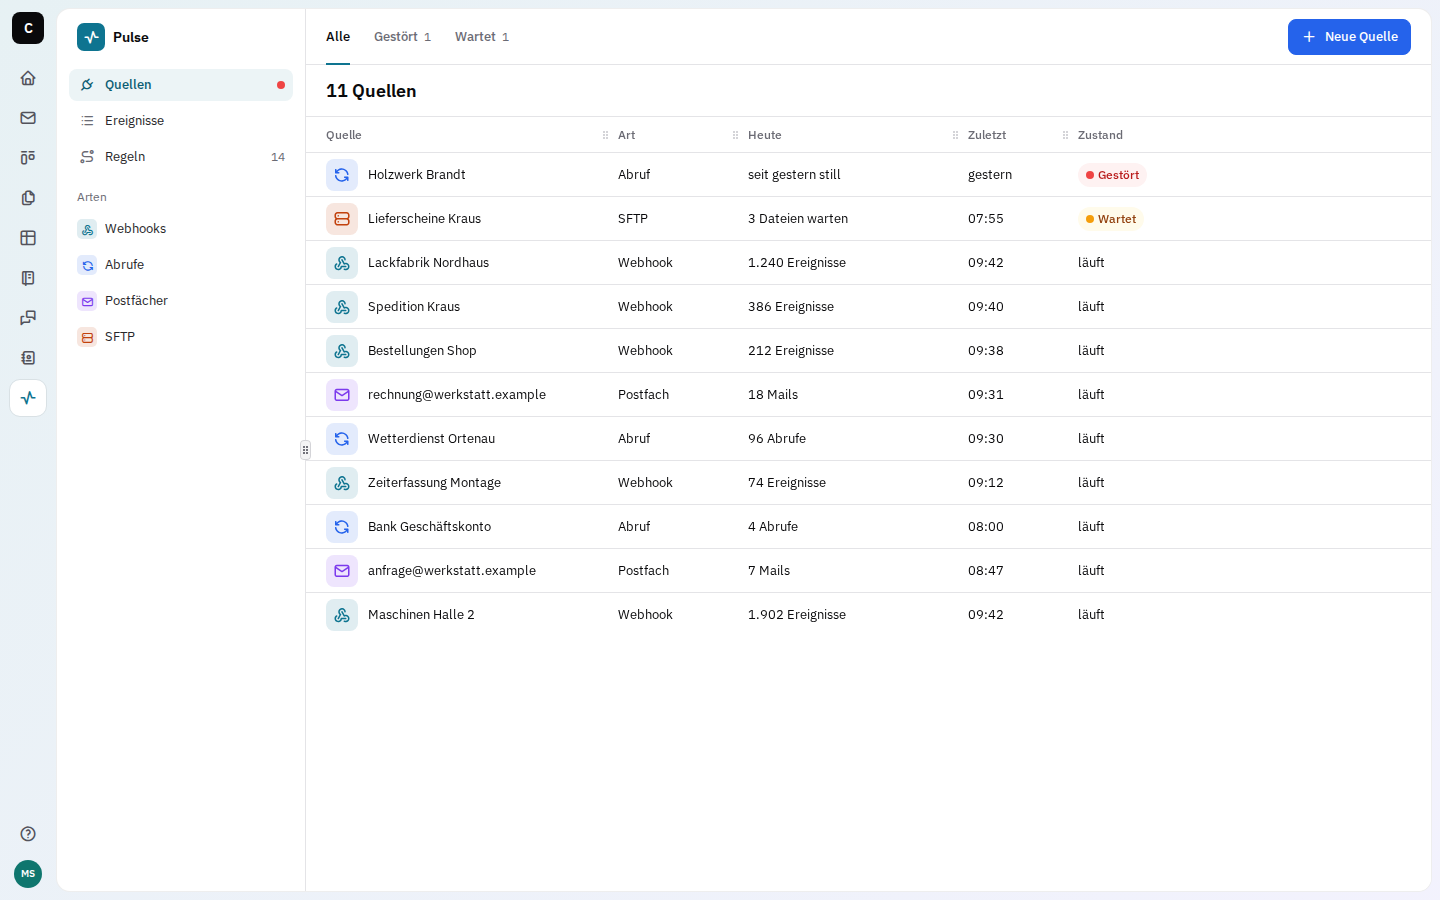 C
Pulse
Quellen
Ereignisse
Regeln 14
Arten
Webhooks
Abrufe
Postfächer
SFTP
MS
Alle Gestört 1 Wartet 1
Neue Quelle
11 Quellen
Quelle Art Heute Zuletzt Zustand
Holzwerk Brandt Abruf seit gestern still gestern Gestört
Lieferscheine Kraus SFTP 3 Dateien warten 07:55 Wartet
Lackfabrik Nordhaus Webhook 1.240 Ereignisse 09:42 läuft
Spedition Kraus Webhook 386 Ereignisse 09:40 läuft
Bestellungen Shop Webhook 212 Ereignisse 09:38 läuft
rechnung@werkstatt.example Postfach 18 Mails 09:31 läuft
Wetterdienst Ortenau Abruf 96 Abrufe 09:30 läuft
Zeiterfassung Montage Webhook 74 Ereignisse 09:12 läuft
Bank Geschäftskonto Abruf 4 Abrufe 08:00 läuft
anfrage@werkstatt.example Postfach 7 Mails 08:47 läuft
Maschinen Halle 2 Webhook 1.902 Ereignisse 09:42 läuft